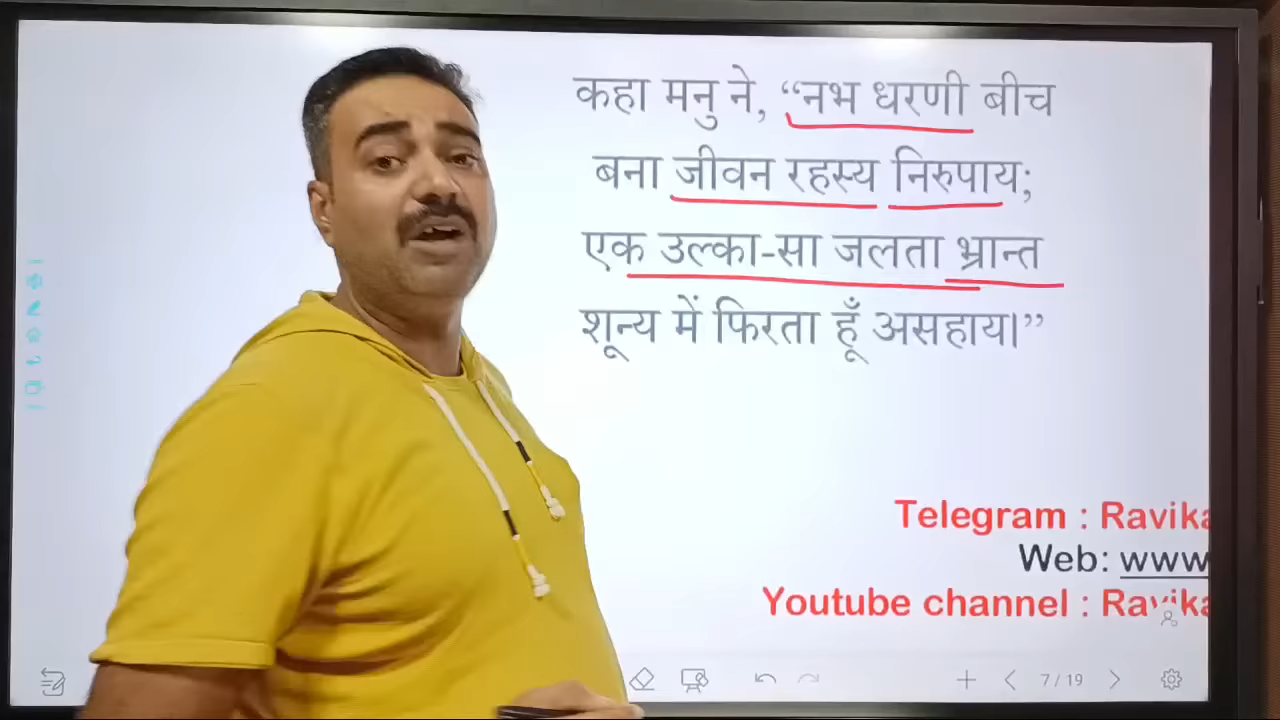 कहा मनु ने, “नभ धरणी बीच
बना जीवन रहस्य निरुपाय;
एक उल्का-सा जलता भ्रान्त
शून्य में फिरता हूँ असहाय।”
Telegram : Ravika
Web: www
Youtube channel : Ravika
7/19